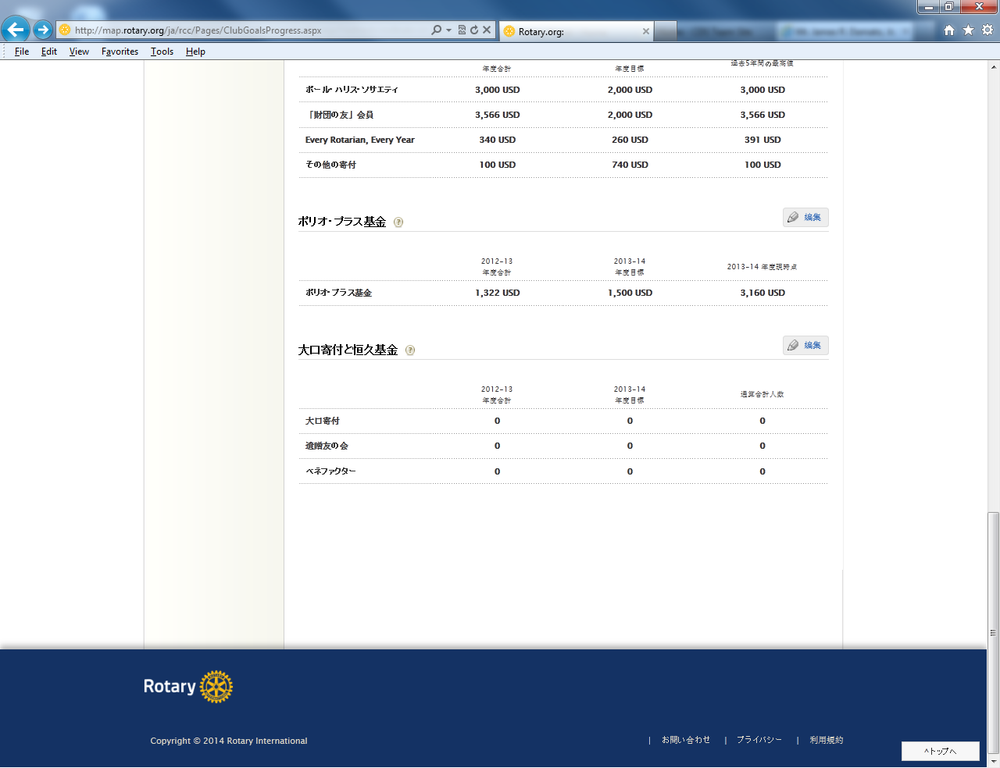 http://map.rotary.org/ja/rcc/Pages/ClubGoalsProgress.aspx
Rotary.org:
File Edit View Favorites Tools Help
年度合計 年度目標 過去5年間の最高値
ポール・ハリス・ソサエティ 3,000 USD 2,000 USD 3,000 USD
「財団の友」会員 3,566 USD 2,000 USD 3,566 USD
Every Rotarian, Every Year 340 USD 260 USD 391 USD
その他の寄付 100 USD 740 USD 100 USD
ポリオ・プラス基金 ? 編集
2012-13 2013-14
年度合計 年度目標 2013-14 年度現時点
ポリオ・プラス基金 1,322 USD 1,500 USD 3,160 USD
大口寄付と恒久基金 ? 編集
2012-13 2013-14
年度合計 年度目標 通算合計人数
大口寄付 0 0 0
遺贈友の会 0 0 0
ベネファクター 0 0 0
Rotary
Copyright © 2014 Rotary International | お問い合わせ | プライバシー | 利用規約
^トップへ